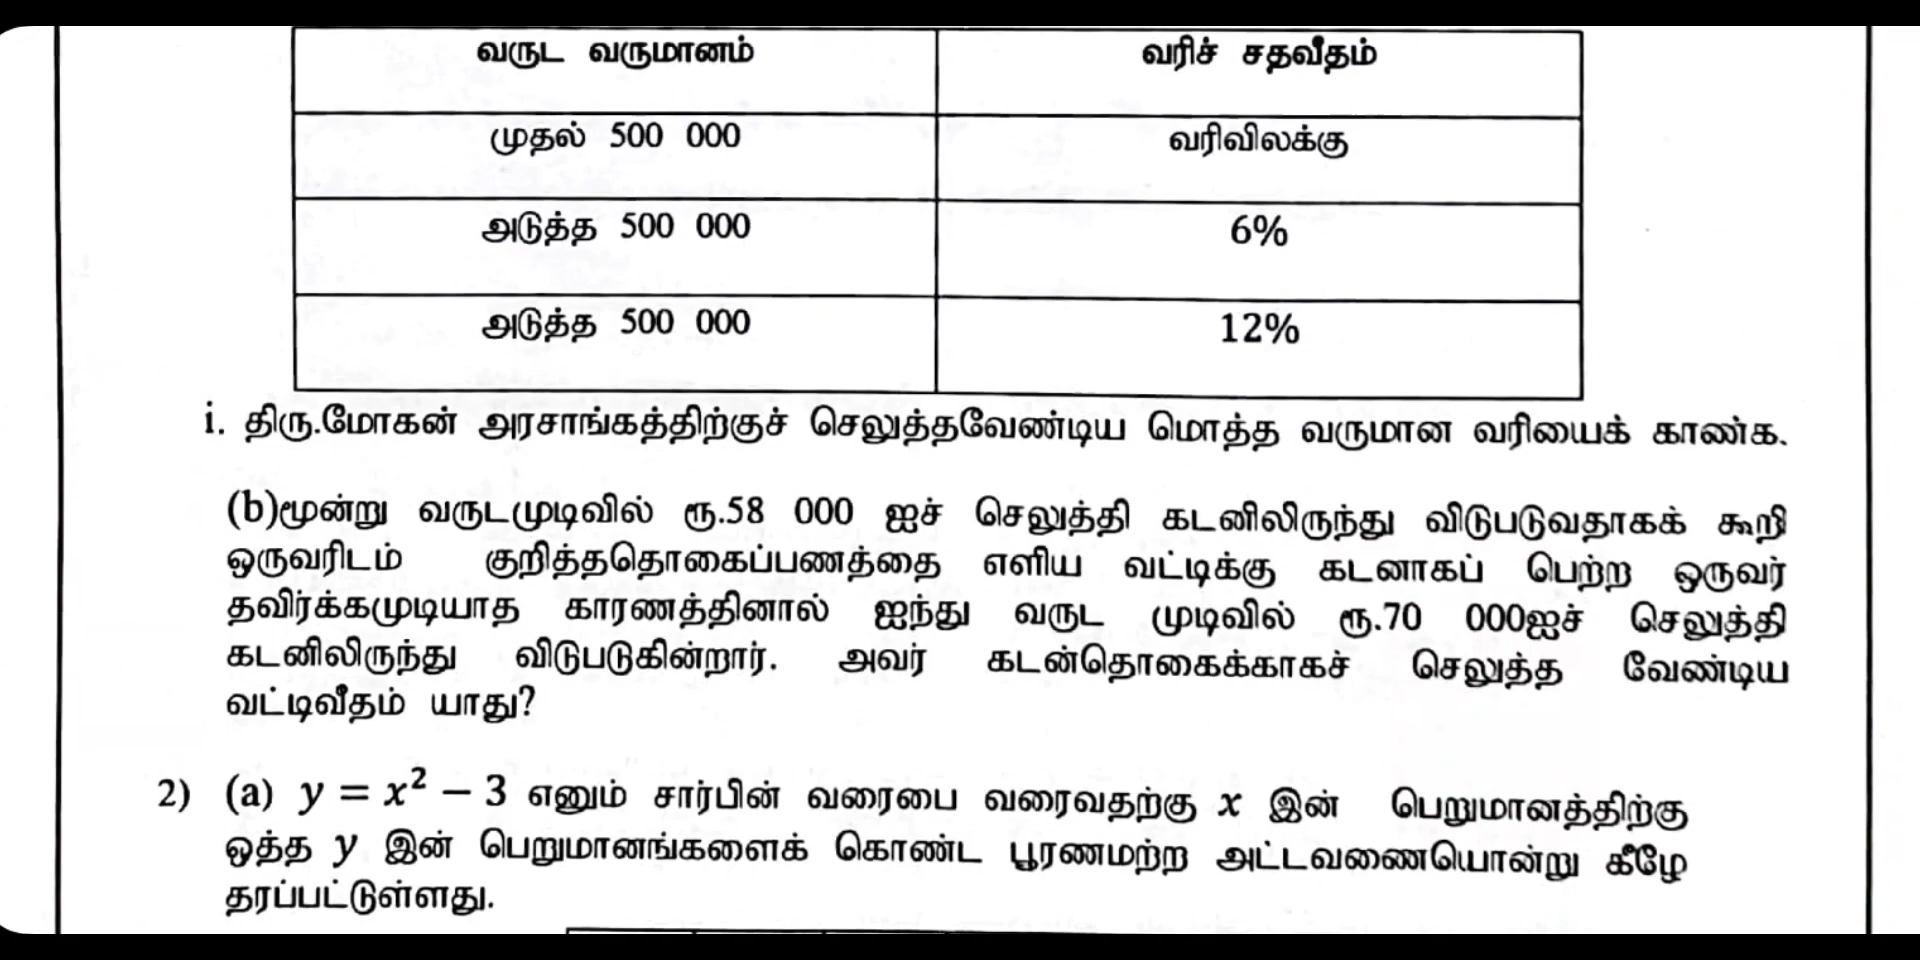 வருட வருமானம் வரிச் சதவீதம்
முதல் 500 000 வரிவிலக்கு
அடுத்த 500 000 6%
அடுத்த 500 000 12%
i. திரு.மோகன் அரசாங்கத்திற்குச் செலுத்தவேண்டிய மொத்த வருமான வரியைக் காண்க.
(b)மூன்று வருடமுடிவில் ரூ.58 000 ஐச் செலுத்தி கடனிலிருந்து விடுபடுவதாகக் கூறி
ஒருவரிடம் குறித்ததொகைப்பணத்தை எளிய வட்டிக்கு கடனாகப் பெற்ற ஒருவர்
தவிர்க்கமுடியாத காரணத்தினால் ஐந்து வருட முடிவில் ரூ.70 000ஐச் செலுத்தி
கடனிலிருந்து விடுபடுகின்றார். அவர் கடன்தொகைக்காகச் செலுத்த வேண்டிய
வட்டிவீதம் யாது?
2) (a) y = x² − 3 எனும் சார்பின் வரைபை வரைவதற்கு x இன் பெறுமானத்திற்கு
ஒத்த y இன் பெறுமானங்களைக் கொண்ட பூரணமற்ற அட்டவணையொன்று கீழே
தரப்பட்டுள்ளது.